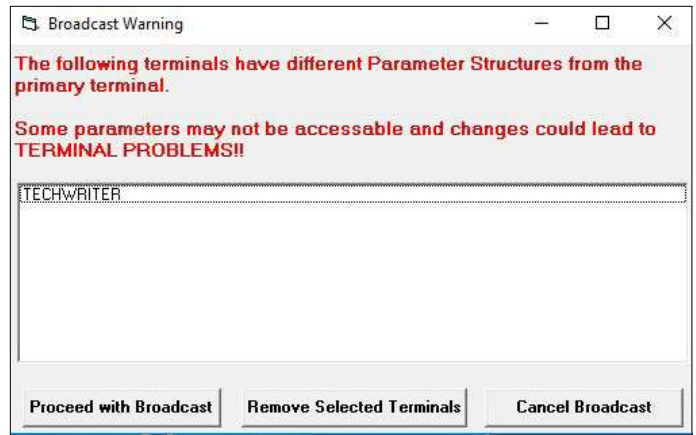 Broadcast Warning
The following terminals have different Parameter Structures from the
primary terminal.
Some parameters may not be accessable and changes could lead to
TERMINAL PROBLEMS!!
TECHWRITER
Proceed with Broadcast Remove Selected Terminals Cancel Broadcast